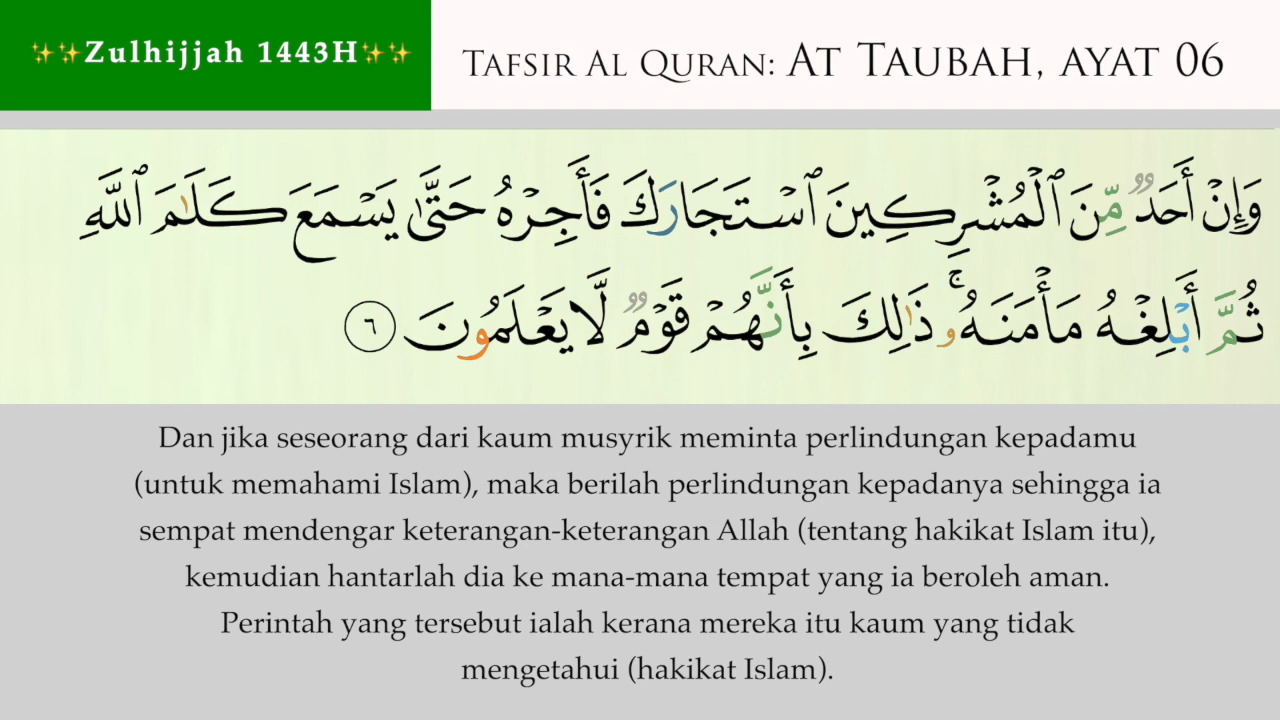 ✨✨Zulhijjah 1443H✨✨
Tafsir Al Quran: At Taubah, ayat 06
وَإِنْ أَحَدٌ مِّنَ ٱلْمُشْرِكِينَ ٱسْتَجَارَكَ فَأَجِرْهُ حَتَّىٰ يَسْمَعَ كَلَـٰمَ ٱللَّهِ
ثُمَّ أَبْلِغْهُ مَأْمَنَهُۥ ۚ ذَٰلِكَ بِأَنَّهُمْ قَوْمٌ لَّا يَعْلَمُونَ ٦
Dan jika seseorang dari kaum musyrik meminta perlindungan kepadamu
(untuk memahami Islam), maka berilah perlindungan kepadanya sehingga ia
sempat mendengar keterangan-keterangan Allah (tentang hakikat Islam itu),
kemudian hantarlah dia ke mana-mana tempat yang ia beroleh aman.
Perintah yang tersebut ialah kerana mereka itu kaum yang tidak
mengetahui (hakikat Islam).